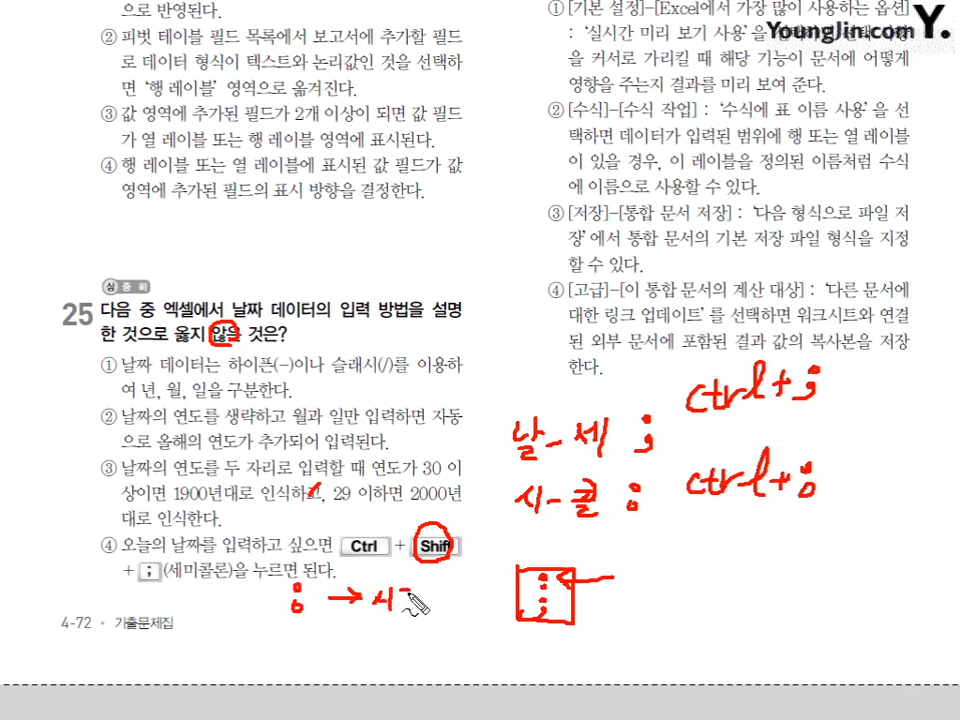 으로 반영된다.
② 피벗 테이블 필드 목록에서 보고서에 추가할 필드
로 데이터 형식이 텍스트와 논리값인 것을 선택하
면 '행 레이블' 영역으로 옮겨진다.
③ 값 영역에 추가된 필드가 2개 이상이 되면 값 필드
가 열 레이블 또는 행 레이블 영역에 표시된다.
④ 행 레이블 또는 열 레이블에 표시된 값 필드가 값
영역에 추가된 필드의 표시 방향을 결정한다.
상 중 하
25 다음 중 엑셀에서 날짜 데이터의 입력 방법을 설명
한 것으로 옳지 않은 것은?
① 날짜 데이터는 하이픈(-)이나 슬래시(/)를 이용하
여 년, 월, 일을 구분한다.
② 날짜의 연도를 생략하고 월과 일만 입력하면 자동
으로 올해의 연도가 추가되어 입력된다.
③ 날짜의 연도를 두 자리로 입력할 때 연도가 30 이
상이면 1900년대로 인식하고, 29 이하면 2000년
대로 인식한다.
④ 오늘의 날짜를 입력하고 싶으면 Ctrl + Shift
+ ; (세미콜론)을 누르면 된다.
: → 시
4-72 • 기출문제집
① [기본 설정]-[Excel에서 가장 많이 사용하는 옵션]
: '실시간 미리 보기 사용'을
을 커서로 가리킬 때 해당 기능이 문서에 어떻게
영향을 주는지 결과를 미리 보여 준다.
② [수식]-[수식 작업] : '수식에 표 이름 사용'을 선
택하면 데이터가 입력된 범위에 행 또는 열 레이블
이 있을 경우, 이 레이블을 정의된 이름처럼 수식
에 이름으로 사용할 수 있다.
③ [저장]-[통합 문서 저장] : '다음 형식으로 파일 저
장'에서 통합 문서의 기본 저장 파일 형식을 지정
할 수 있다.
④ [고급]-[이 통합 문서의 계산 대상] : '다른 문서에
대한 링크 업데이트'를 선택하면 워크시트와 연결
된 외부 문서에 포함된 결과 값의 복사본을 저장
한다.
Ctrl + ;
날 - 세 ;
Ctrl + :
시 - 콜 :
:
;
Younglin.com Y.